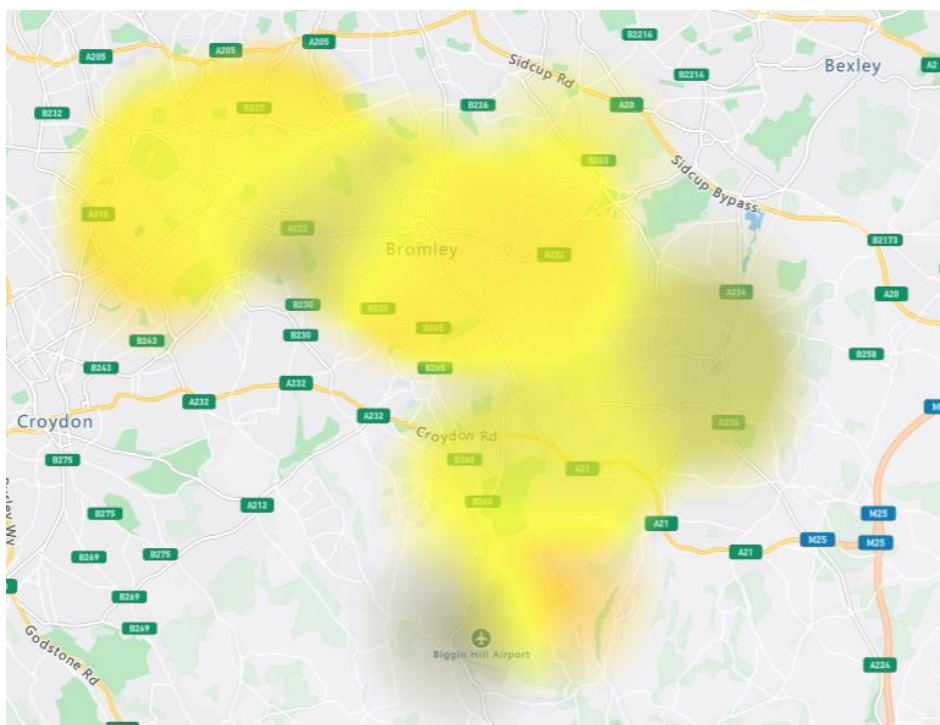 A205
B2214
A205
A205
Sidcup Rd
Bexley
A2
B2214
B227
B226
A20
B232
B263
Sidcup Bypass
A215
A222
B2173
Bromley
A222
A224
A20
B230
B228
B265
B230
B243
B258
B243
B265
A232
A232
A232
Croydon
A224
Croydon Rd
B275
B265
A21
B265
A212
B275
M25
A21
M25
M25
A21
B269
B275
B269
B269
Biggin Hill Airport
Godstone Rd
A224